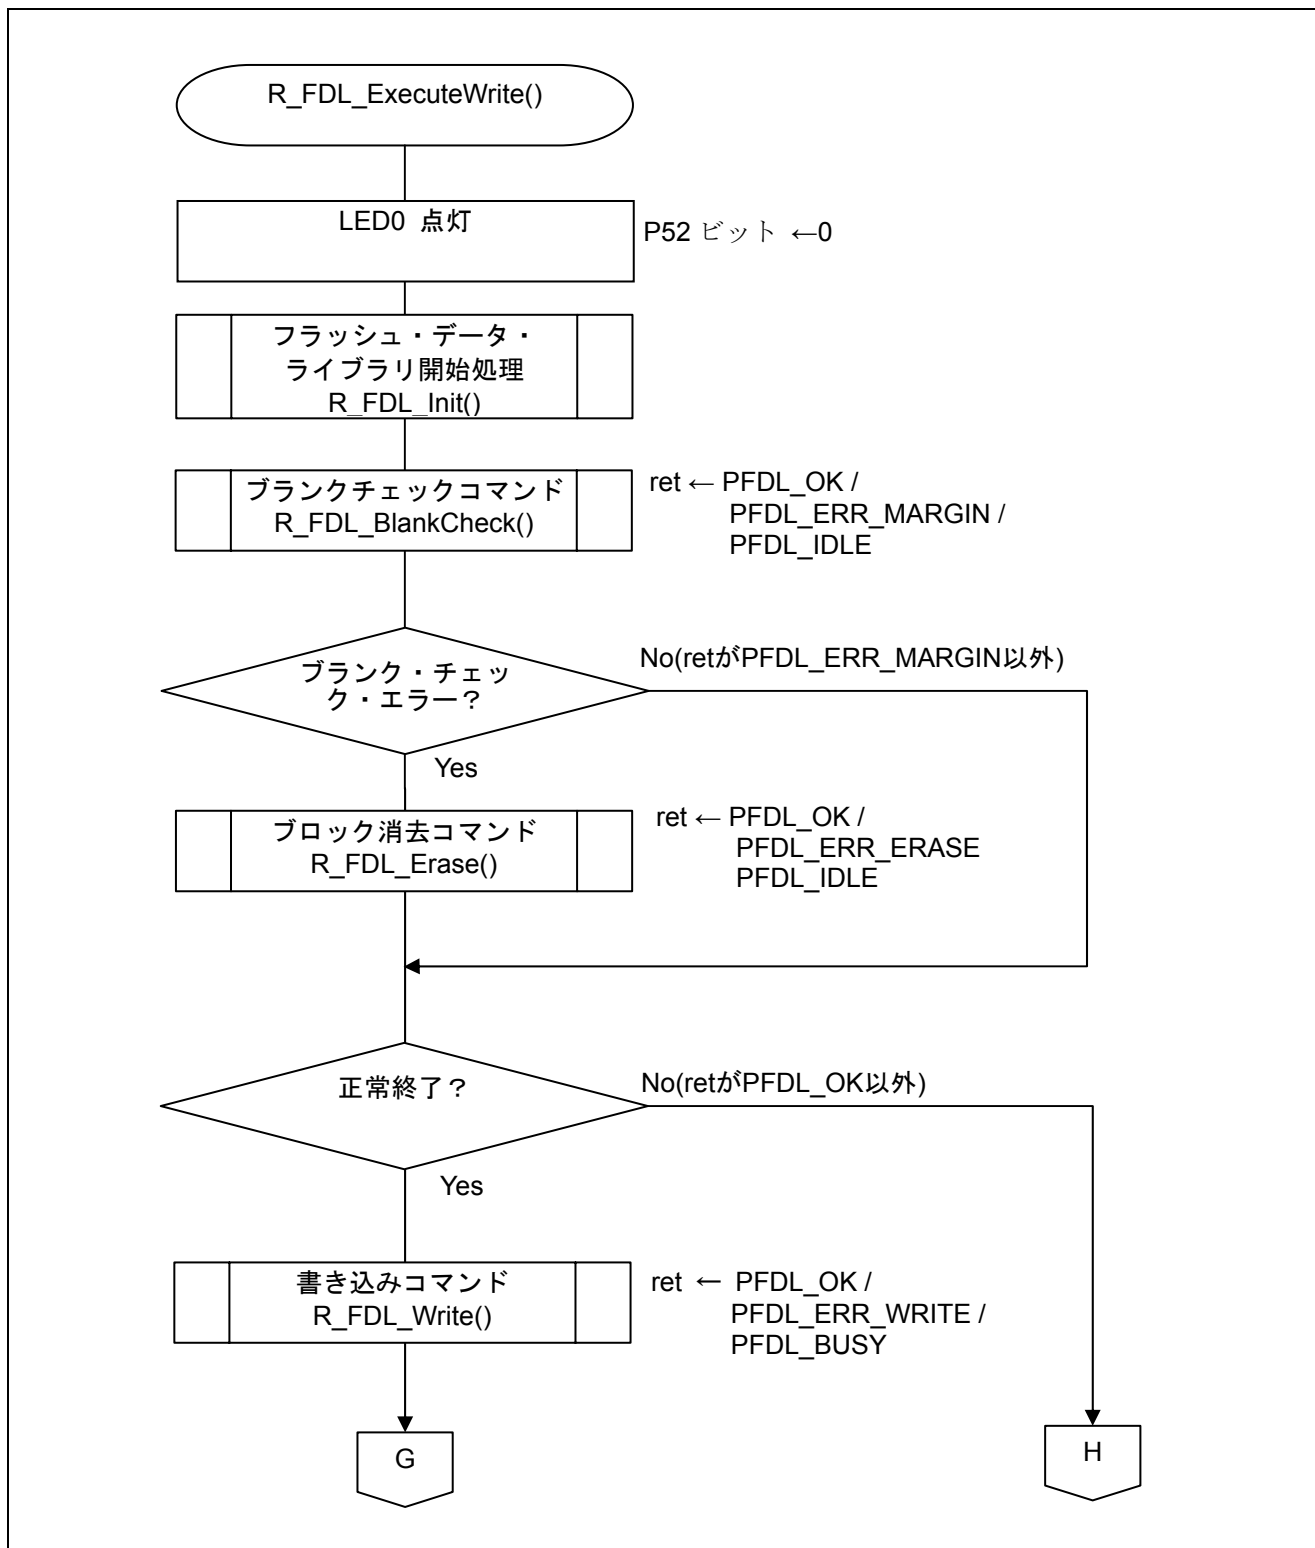 R_FDL_ExecuteWrite()
LED0 点灯
P52 ビット ←0
フラッシュ・データ・
ライブラリ開始処理
R_FDL_Init()
ブランクチェックコマンド
R_FDL_BlankCheck()
ret ← PFDL_OK /
PFDL_ERR_MARGIN /
PFDL_IDLE
ブランク・チェッ
ク・エラー？
No(retがPFDL_ERR_MARGIN以外)
Yes
ブロック消去コマンド
R_FDL_Erase()
ret ← PFDL_OK /
PFDL_ERR_ERASE
PFDL_IDLE
正常終了？
No(retがPFDL_OK以外)
Yes
書き込みコマンド
R_FDL_Write()
ret ← PFDL_OK /
PFDL_ERR_WRITE /
PFDL_BUSY
G
H